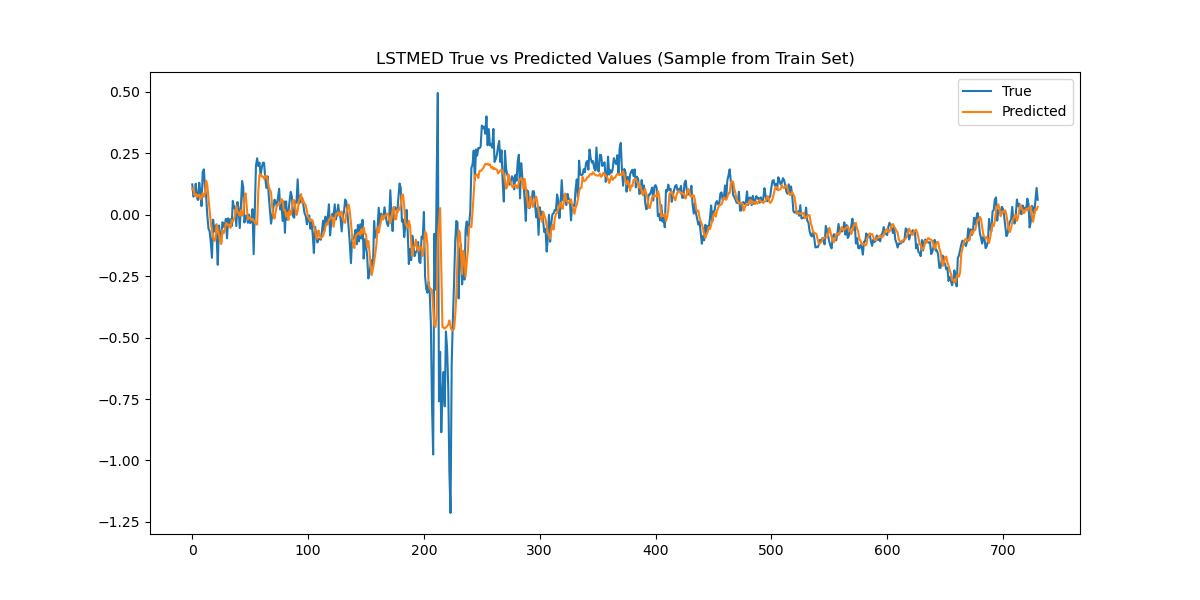 LSTMED True vs Predicted Values (Sample from Train Set)
True
Predicted
0.50
0.25
0.00
−0.25
−0.50
−0.75
−1.00
−1.25
0 100 200 300 400 500 600 700